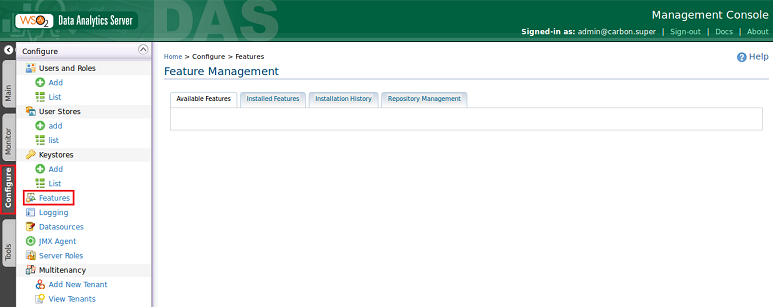 WSO2 Data Analytics Server
DAS
Management Console
Signed-in as: admin@carbon.super | Sign-out | Docs | About
Main
Monitor
Configure
Tools
Configure
Users and Roles
Add
List
User Stores
add
list
Keystores
Add
List
Features
Logging
Datasources
JMX Agent
Server Roles
Multitenancy
Add New Tenant
View Tenants
Home > Configure > Features
Help
Feature Management
Available Features
Installed Features
Installation History
Repository Management